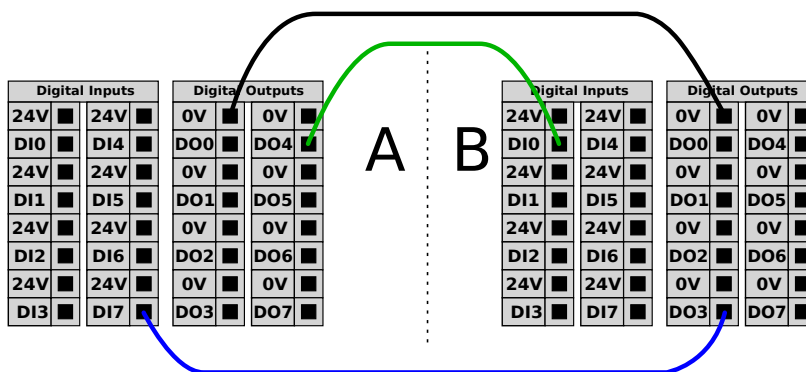 Digital Inputs Digital Outputs Digital Inputs Digital Outputs
24V 24V 0V 0V 24V 24V 0V 0V
DI0 DI4 DO0 DO4 A B DI0 DI4 DO0 DO4
24V 24V 0V 0V 24V 24V 0V 0V
DI1 DI5 DO1 DO5 DI1 DI5 DO1 DO5
24V 24V 0V 0V 24V 24V 0V 0V
DI2 DI6 DO2 DO6 DI2 DI6 DO2 DO6
24V 24V 0V 0V 24V 24V 0V 0V
DI3 DI7 DO3 DO7 DI3 DI7 DO3 DO7